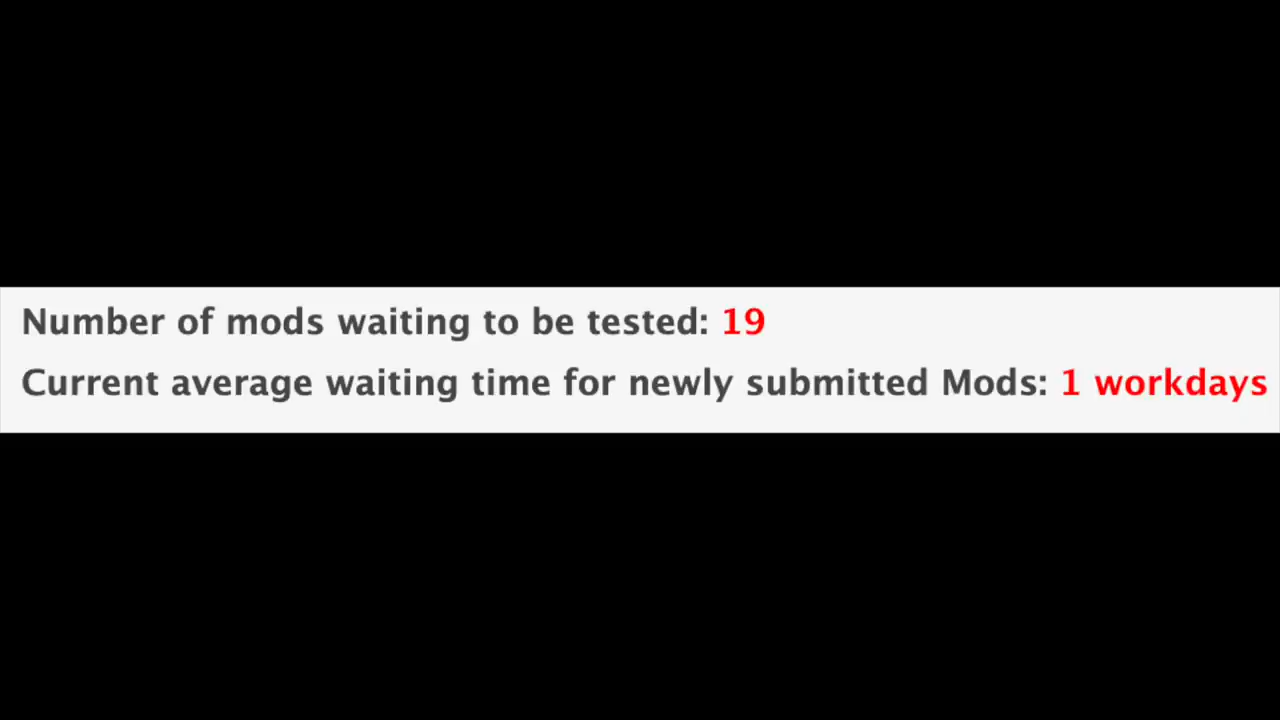 Number of mods waiting to be tested: 19
Current average waiting time for newly submitted Mods: 1 workdays